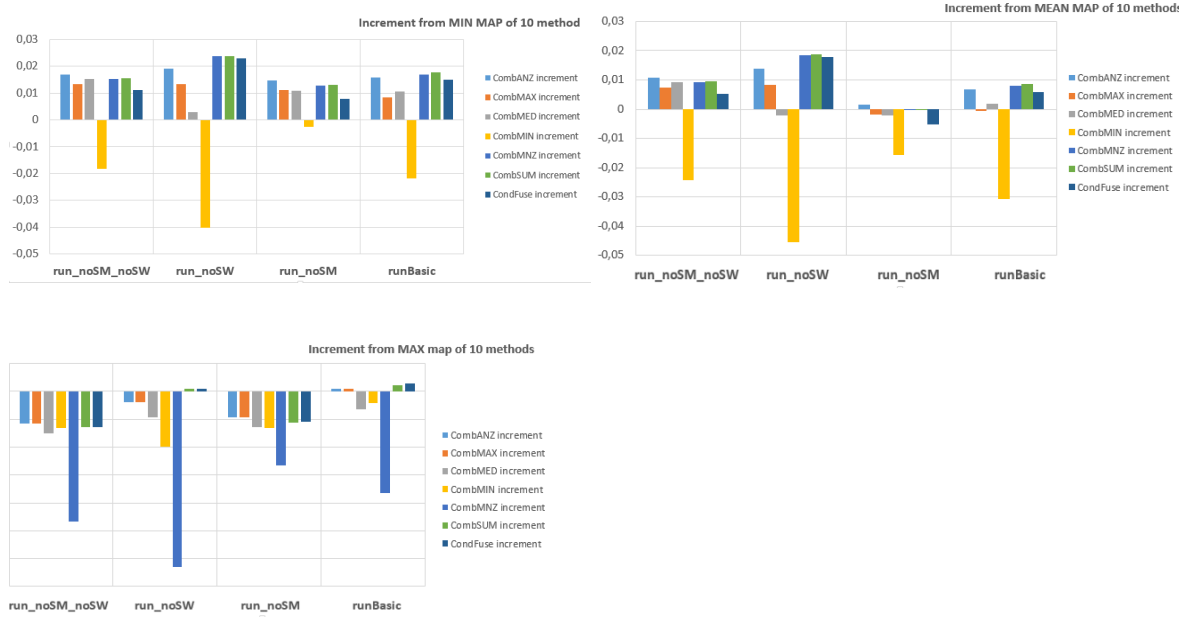 Increment from MIN MAP of 10 method
0,03
0,02
0,01
0
-0,01
-0,02
-0,03
-0,04
-0,05
run_noSM_noSW
run_noSW
run_noSM
runBasic
CombANZ increment
CombMAX increment
CombMED increment
CombMIN increment
CombMNZ increment
CombSUM increment
CondFuse increment
Increment from MEAN MAP of 10 methods
0,03
0,02
0,01
0
-0,01
-0,02
-0,03
-0,04
-0,05
run_noSM_noSW
run_noSW
run_noSM
runBasic
CombANZ increment
CombMAX increment
CombMED increment
CombMIN increment
CombMNZ increment
CombSUM increment
CondFuse increment
Increment from MAX map of 10 methods
run_noSM_noSW
run_noSW
run_noSM
runBasic
CombANZ increment
CombMAX increment
CombMED increment
CombMIN increment
CombMNZ increment
CombSUM increment
CondFuse increment